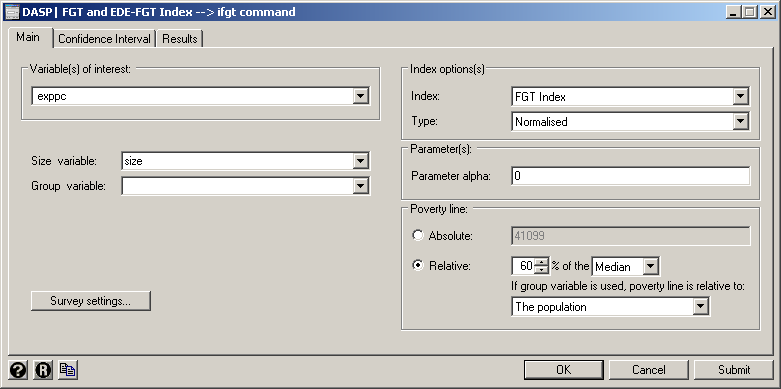 DASP| FGT and EDE-FGT Index --> ifgt command
Main Confidence Interval Results
Variable(s) of interest:
exppc
Size variable: size
Group variable:
Survey settings...
Index options(s)
Index: FGT Index
Type: Normalised
Parameter(s):
Parameter alpha: 0
Poverty line:
Absolute: 41099
Relative: 60 % of the Median
If group variable is used, poverty line is relative to:
The population
? R
OK Cancel Submit